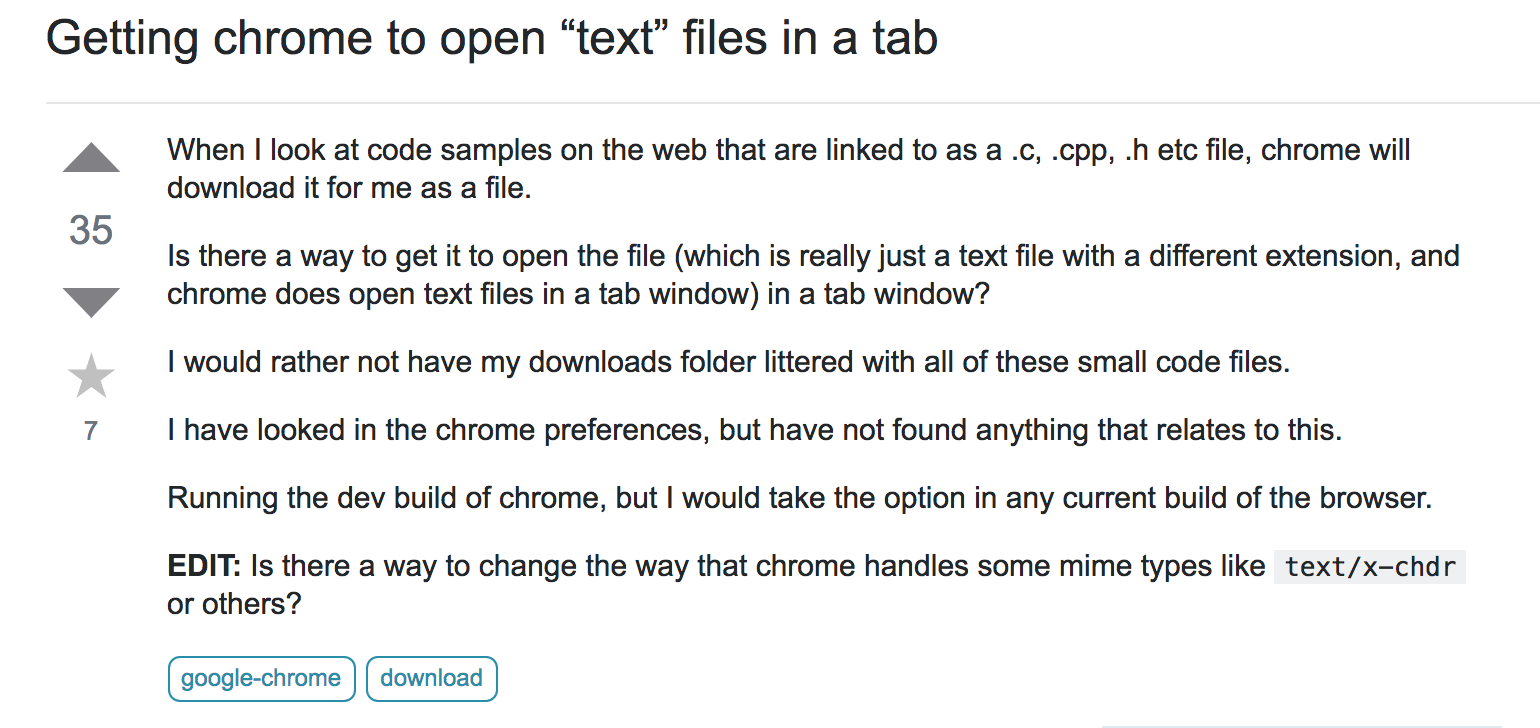 Getting chrome to open “text” files in a tab
When I look at code samples on the web that are linked to as a .c, .cpp, .h etc file, chrome will
download it for me as a file.
35
Is there a way to get it to open the file (which is really just a text file with a different extension, and
chrome does open text files in a tab window) in a tab window?
I would rather not have my downloads folder littered with all of these small code files.
7
I have looked in the chrome preferences, but have not found anything that relates to this.
Running the dev build of chrome, but I would take the option in any current build of the browser.
EDIT: Is there a way to change the way that chrome handles some mime types like text/x-chdr
or others?
google-chrome download